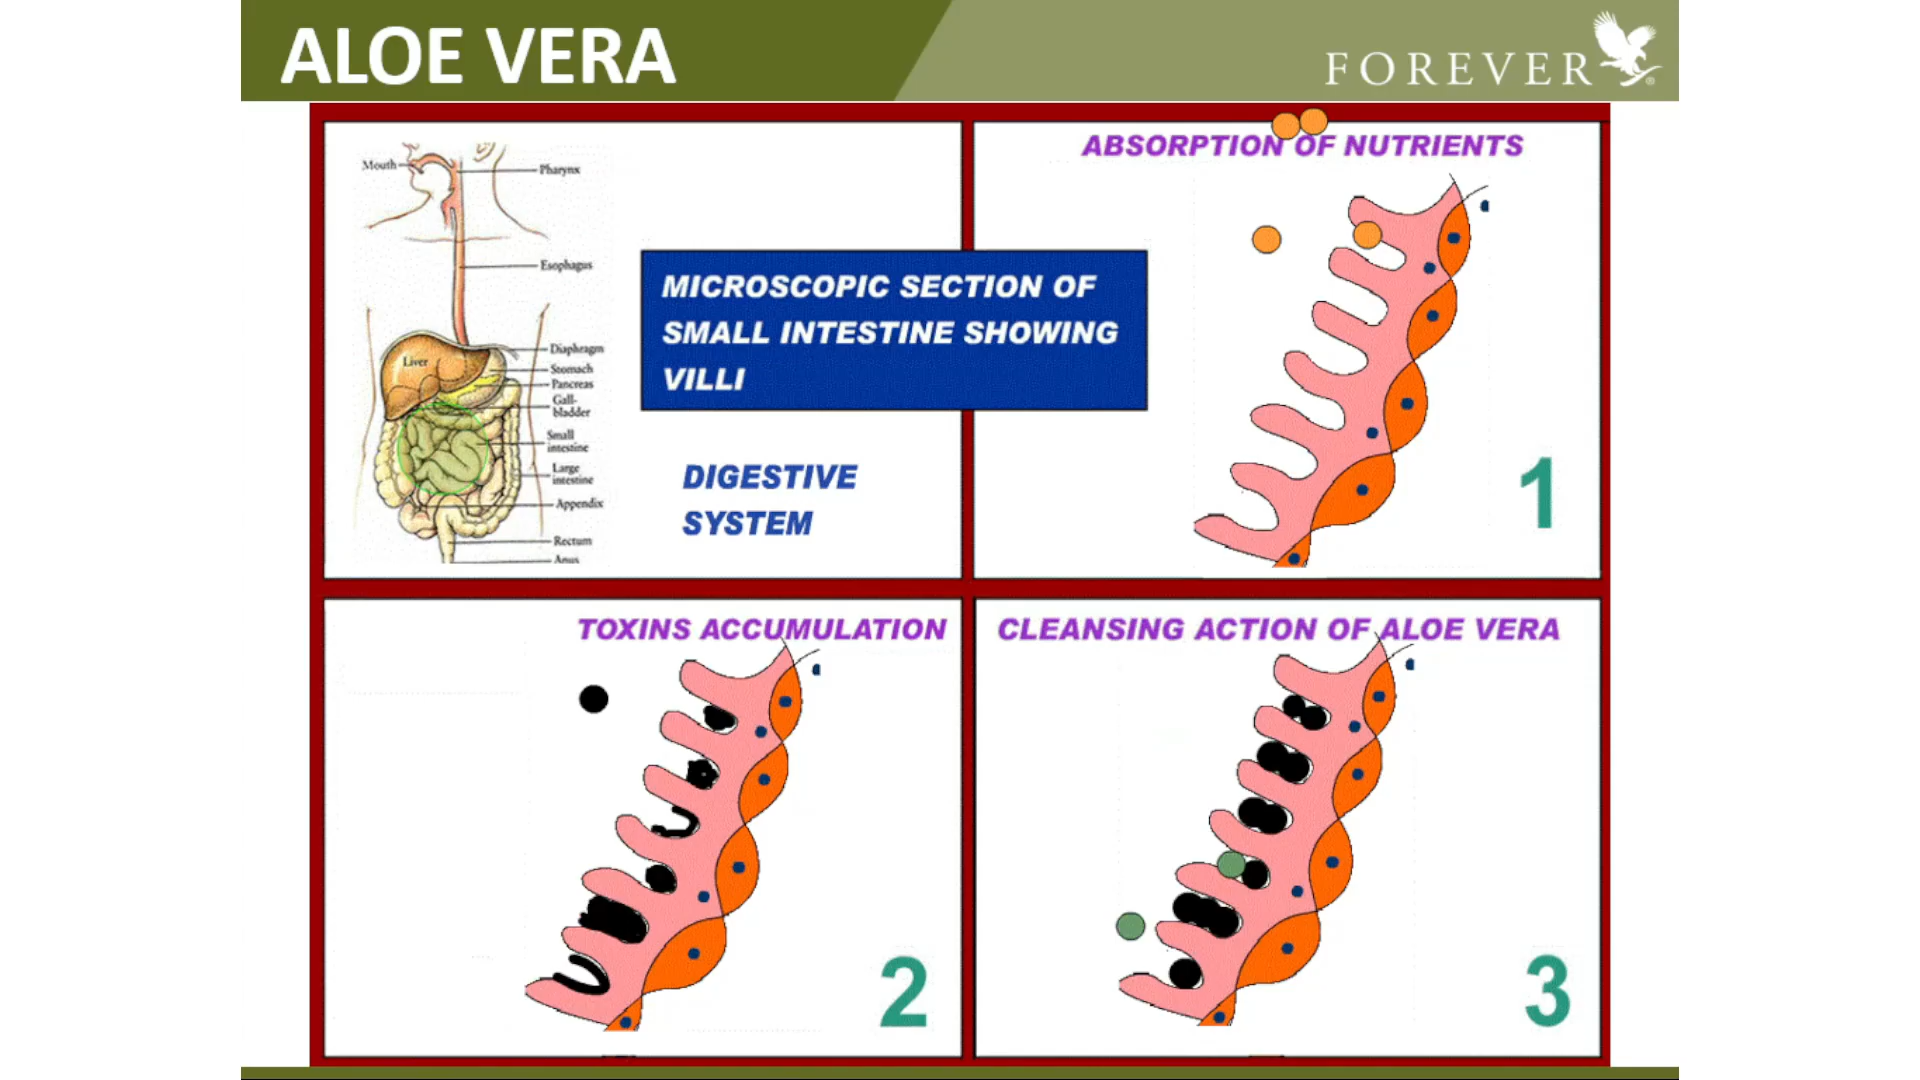 ALOE VERA
FOREVER
Mouth
Pharynx
Esophagus
Diaphragm
Liver
Stomach
Pancreas
Gall-
bladder
Small
intestine
Large
intestine
Appendix
Rectum
Anus
MICROSCOPIC SECTION OF
SMALL INTESTINE SHOWING
VILLI
DIGESTIVE
SYSTEM
ABSORPTION OF NUTRIENTS
1
TOXINS ACCUMULATION
2
CLEANSING ACTION OF ALOE VERA
3